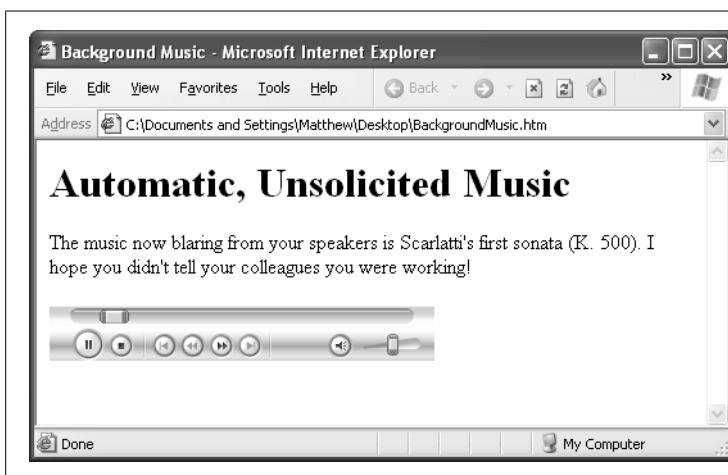 Background Music - Microsoft Internet Explorer
File Edit View Favorites Tools Help Back »
Address C:\Documents and Settings\Matthew\Desktop\BackgroundMusic.htm
Automatic, Unsolicited Music
The music now blaring from your speakers is Scarlatti's first sonata (K. 500). I
hope you didn't tell your colleagues you were working!
Done My Computer